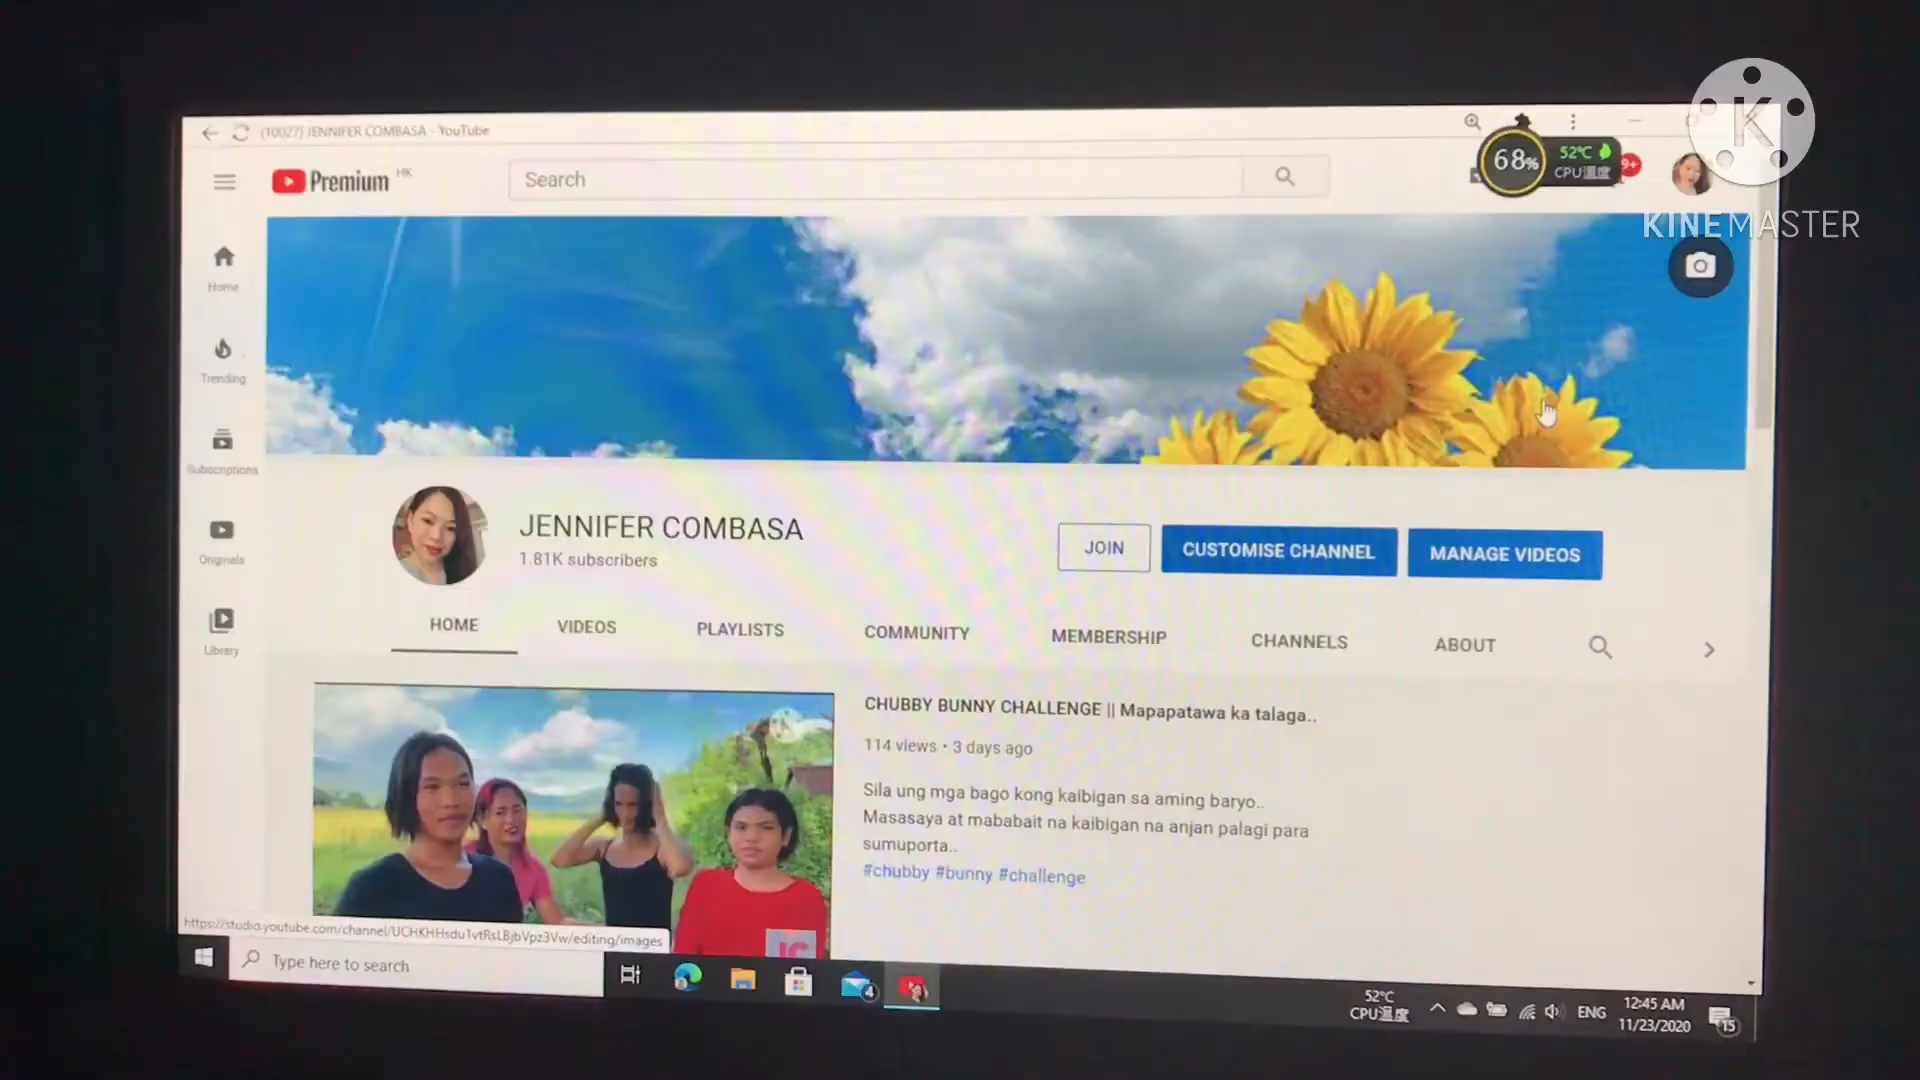 (10027) JENNIFER COMBASA - YouTube
Premium HK
Search
68%
52℃
CPU温度
9+
K
KINEMASTER
Home
Trending
Subscriptions
Originals
Library
JENNIFER COMBASA
1.81K subscribers
JOIN
CUSTOMISE CHANNEL
MANAGE VIDEOS
HOME
VIDEOS
PLAYLISTS
COMMUNITY
MEMBERSHIP
CHANNELS
ABOUT
CHUBBY BUNNY CHALLENGE || Mapapatawa ka talaga..
114 views • 3 days ago
Sila ung mga bago kong kaibigan sa aming baryo..
Masasaya at mababait na kaibigan na anjan palagi para
sumuporta..
#chubby #bunny #challenge
https://studio.youtube.com/channel/UCHKHHsdu1vtRsLBjbVpz3Vw/editing/images
Type here to search
4
52℃
CPU温度
ENG
12:45 AM
11/23/2020
15